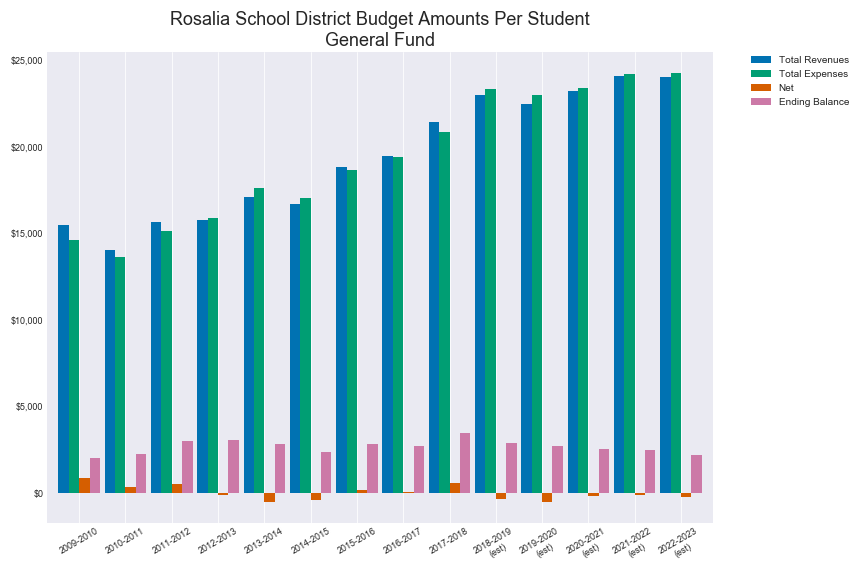 Rosalia School District Budget Amounts Per Student
General Fund
Total Revenues
Total Expenses
Net
Ending Balance
$25,000
$20,000
$15,000
$10,000
$5,000
$0
2009-2010
2010-2011
2011-2012
2012-2013
2013-2014
2014-2015
2015-2016
2016-2017
2017-2018
2018-2019
(est)
2019-2020
(est)
2020-2021
(est)
2021-2022
(est)
2022-2023
(est)